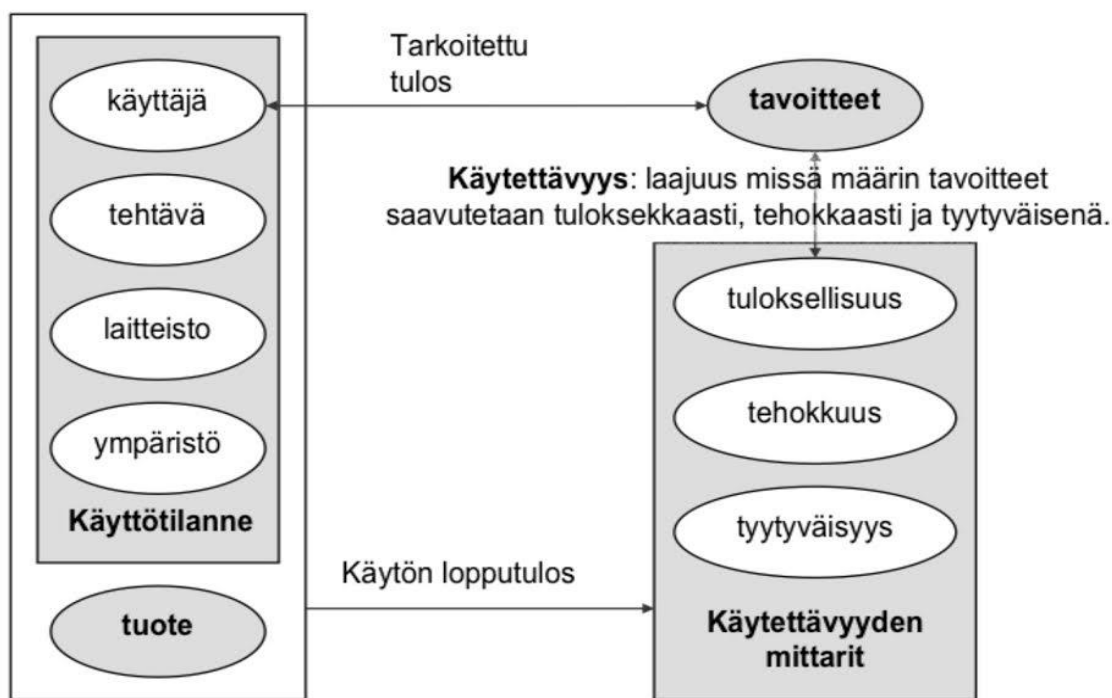 käyttäjä
tehtävä
laitteisto
ympäristö
Käyttötilanne
tuote
Tarkoitettu
tulos
tavoitteet
Käytettävyys: laajuus missä määrin tavoitteet
saavutetaan tuloksekkaasti, tehokkaasti ja tyytyväisenä.
Käytön lopputulos
tuloksellisuus
tehokkuus
tyytyväisyys
Käytettävyyden
mittarit